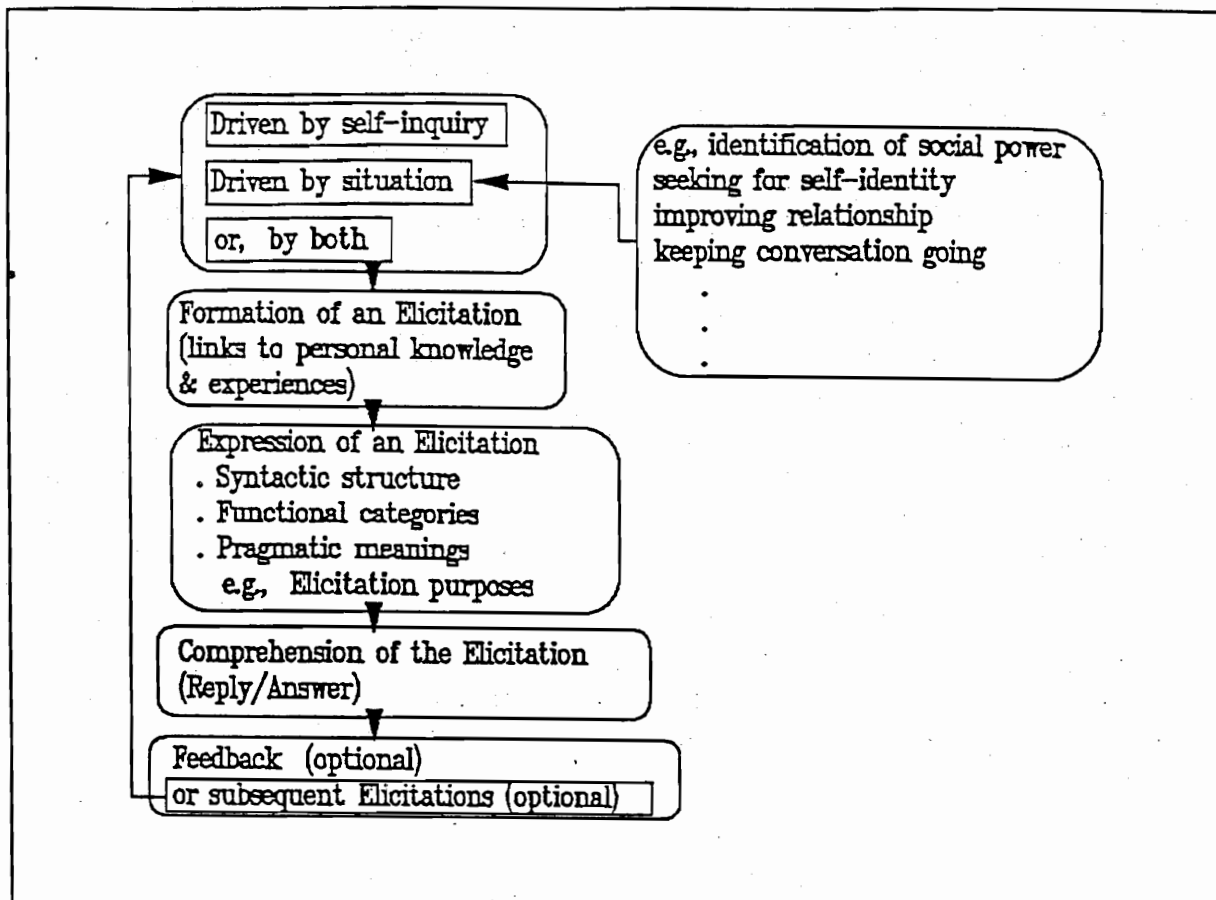 Driven by self-inquiry
Driven by situation
or, by both
e.g., identification of social power
seeking for self-identity
improving relationship
keeping conversation going
.
.
.
Formation of an Elicitation
(links to personal knowledge
& experiences)
Expression of an Elicitation
. Syntactic structure
. Functional categories
. Pragmatic meanings
e.g., Elicitation purposes
Comprehension of the Elicitation
(Reply/Answer)
Feedback (optional)
or subsequent Elicitations (optional)